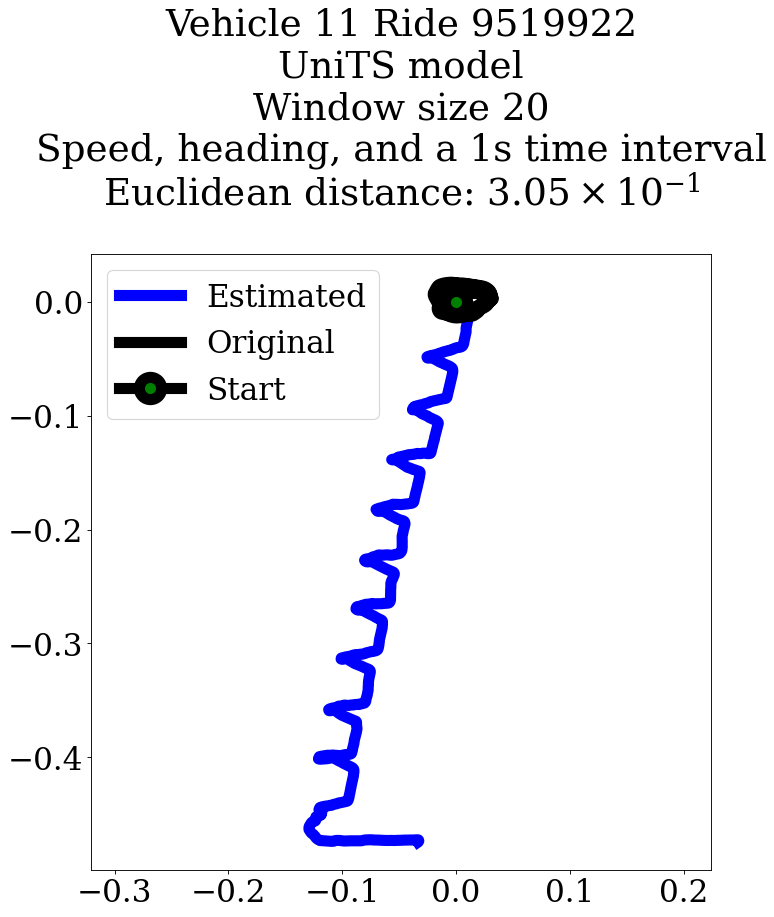 Vehicle 11 Ride 9519922
UniTS model
Window size 20
Speed, heading, and a 1s time interval
Euclidean distance: 3.05 × 10⁻¹
Estimated
Original
Start
0.0
−0.1
−0.2
−0.3
−0.4
−0.3 −0.2 −0.1 0.0 0.1 0.2